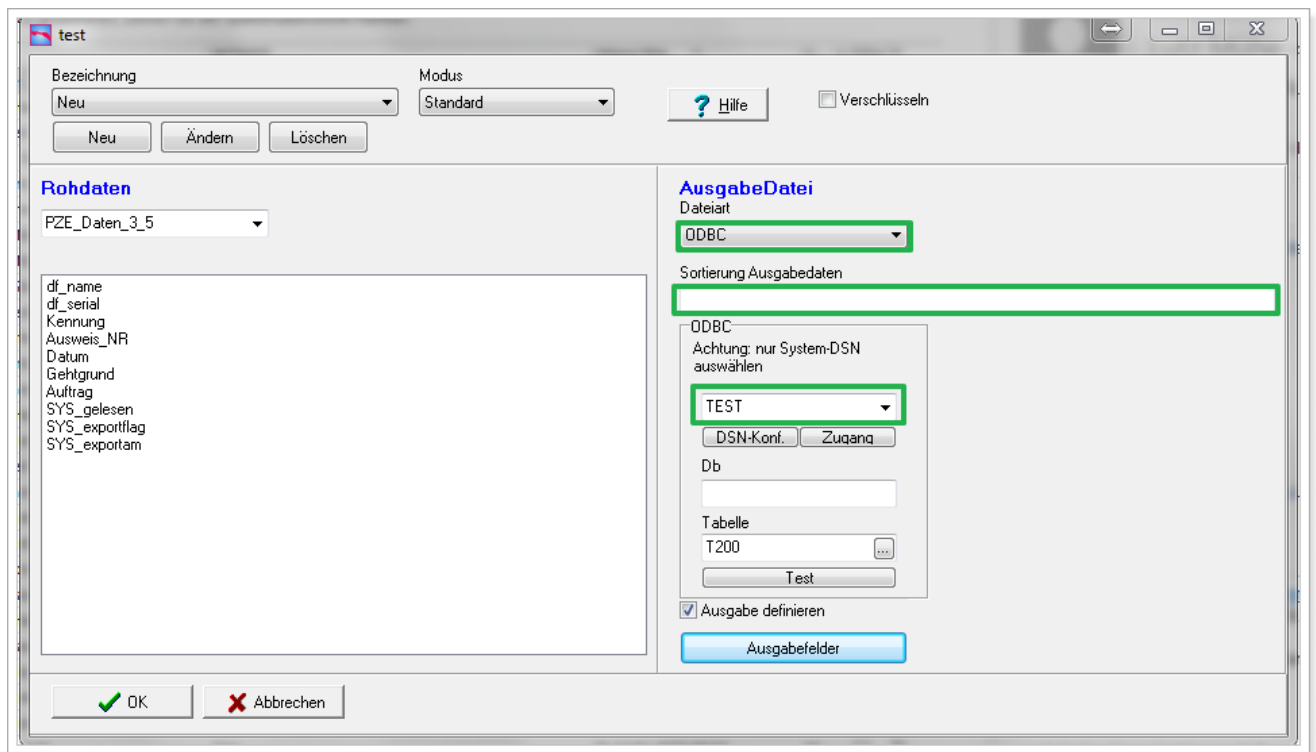 test
Bezeichnung
Modus
Neu
Standard
? Hilfe
Verschlüsseln
Neu
Ändern
Löschen
Rohdaten
PZE_Daten_3_5
df_name
df_serial
Kennung
Ausweis_NR
Datum
Gehtgrund
Auftrag
SYS_gelesen
SYS_exportflag
SYS_exportam
AusgabeDatei
Dateiart
ODBC
Sortierung Ausgabedaten
ODBC
Achtung: nur System-DSN
auswählen
TEST
DSN-Konf.
Zugang
Db
Tabelle
T200
...
Test
Ausgabe definieren
Ausgabefelder
OK
Abbrechen